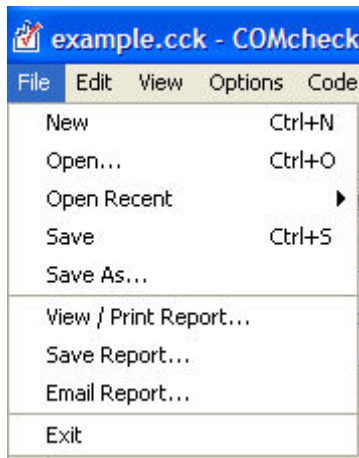 example.cck - COMcheck
File Edit View Options Code
New Ctrl+N
Open... Ctrl+O
Open Recent
Save Ctrl+S
Save As...
View / Print Report...
Save Report...
Email Report...
Exit